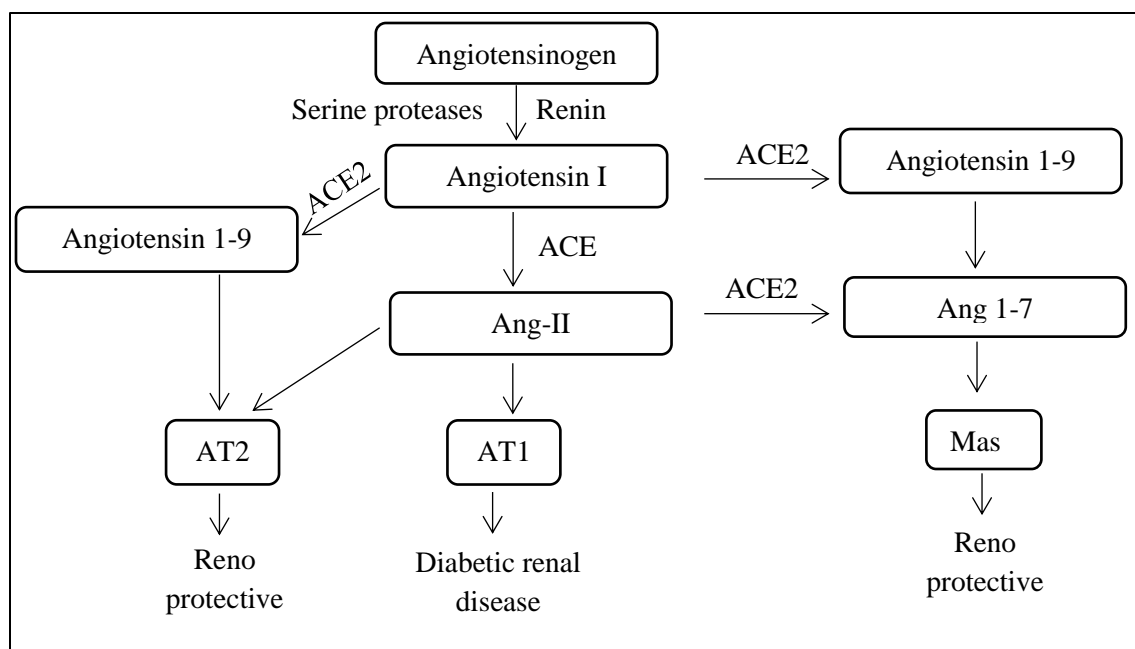 Angiotensinogen
Serine proteases Renin
Angiotensin I
ACE2
Angiotensin 1-9
ACE2
Angiotensin 1-9
ACE
Ang-II
ACE2
Ang 1-7
AT2
AT1
Mas
Reno
protective
Diabetic renal
disease
Reno
protective